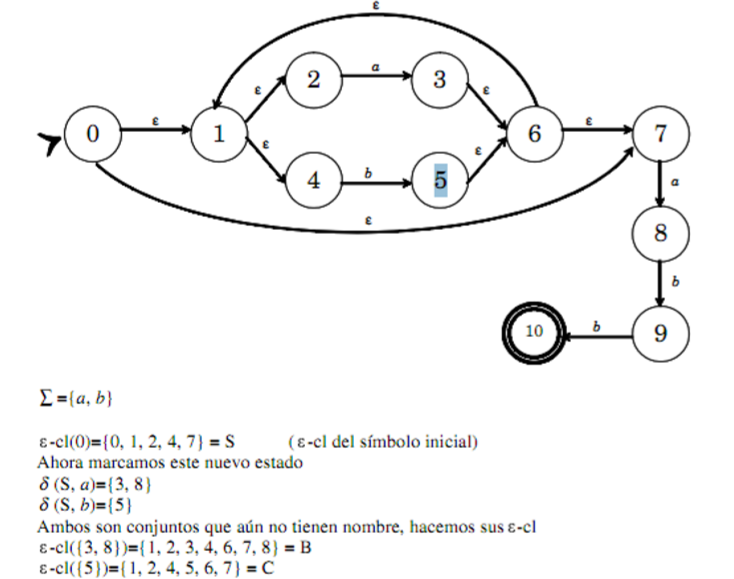 ε
2 a 3
ε ε
0 ε 1 6 ε 7
ε ε
4 b 5
a
ε
8
b
10 b 9
Σ={a, b}
ε-cl(0)={0, 1, 2, 4, 7} = S (ε-cl del símbolo inicial)
Ahora marcamos este nuevo estado
δ (S, a)={3, 8}
δ (S, b)={5}
Ambos son conjuntos que aún no tienen nombre, hacemos sus ε-cl
ε-cl({3, 8})={1, 2, 3, 4, 6, 7, 8} = B
ε-cl({5})={1, 2, 4, 5, 6, 7} = C